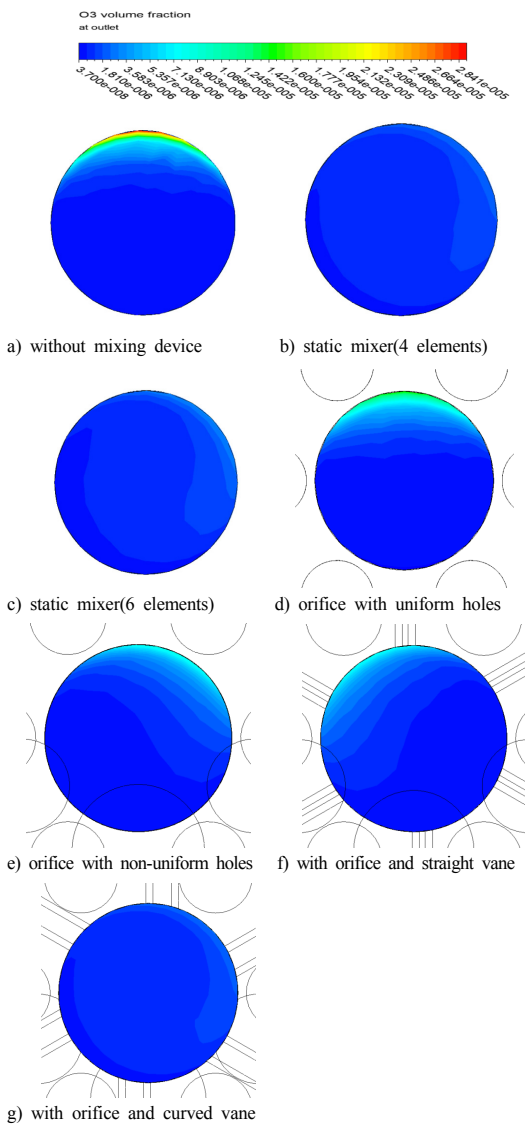 O3 volume fraction
at outlet
3.700e-008
1.810e-006
3.583e-006
5.357e-006
7.130e-006
8.903e-006
1.068e-005
1.245e-005
1.422e-005
1.600e-005
1.777e-005
1.954e-005
2.132e-005
2.309e-005
2.486e-005
2.664e-005
2.841e-005
a) without mixing device
b) static mixer(4 elements)
c) static mixer(6 elements)
d) orifice with uniform holes
e) orifice with non-uniform holes
f) with orifice and straight vane
g) with orifice and curved vane